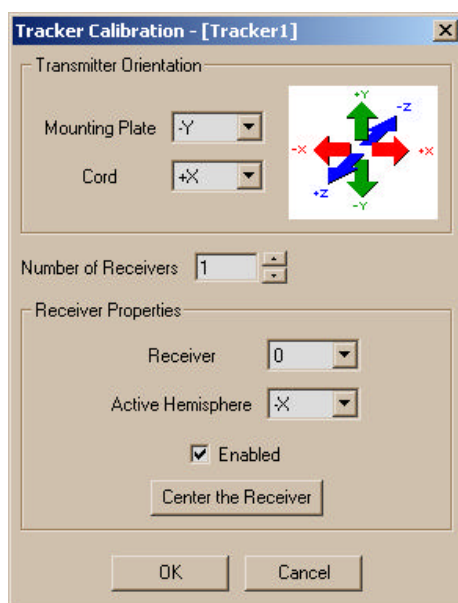 Tracker Calibration - [Tracker1]
Transmitter Orientation
Mounting Plate -Y
Cord +X
+Y
-Z
-X
+X
+Z
-Y
Number of Receivers 1
Receiver Properties
Receiver 0
Active Hemisphere -X
Enabled
Center the Receiver
OK Cancel